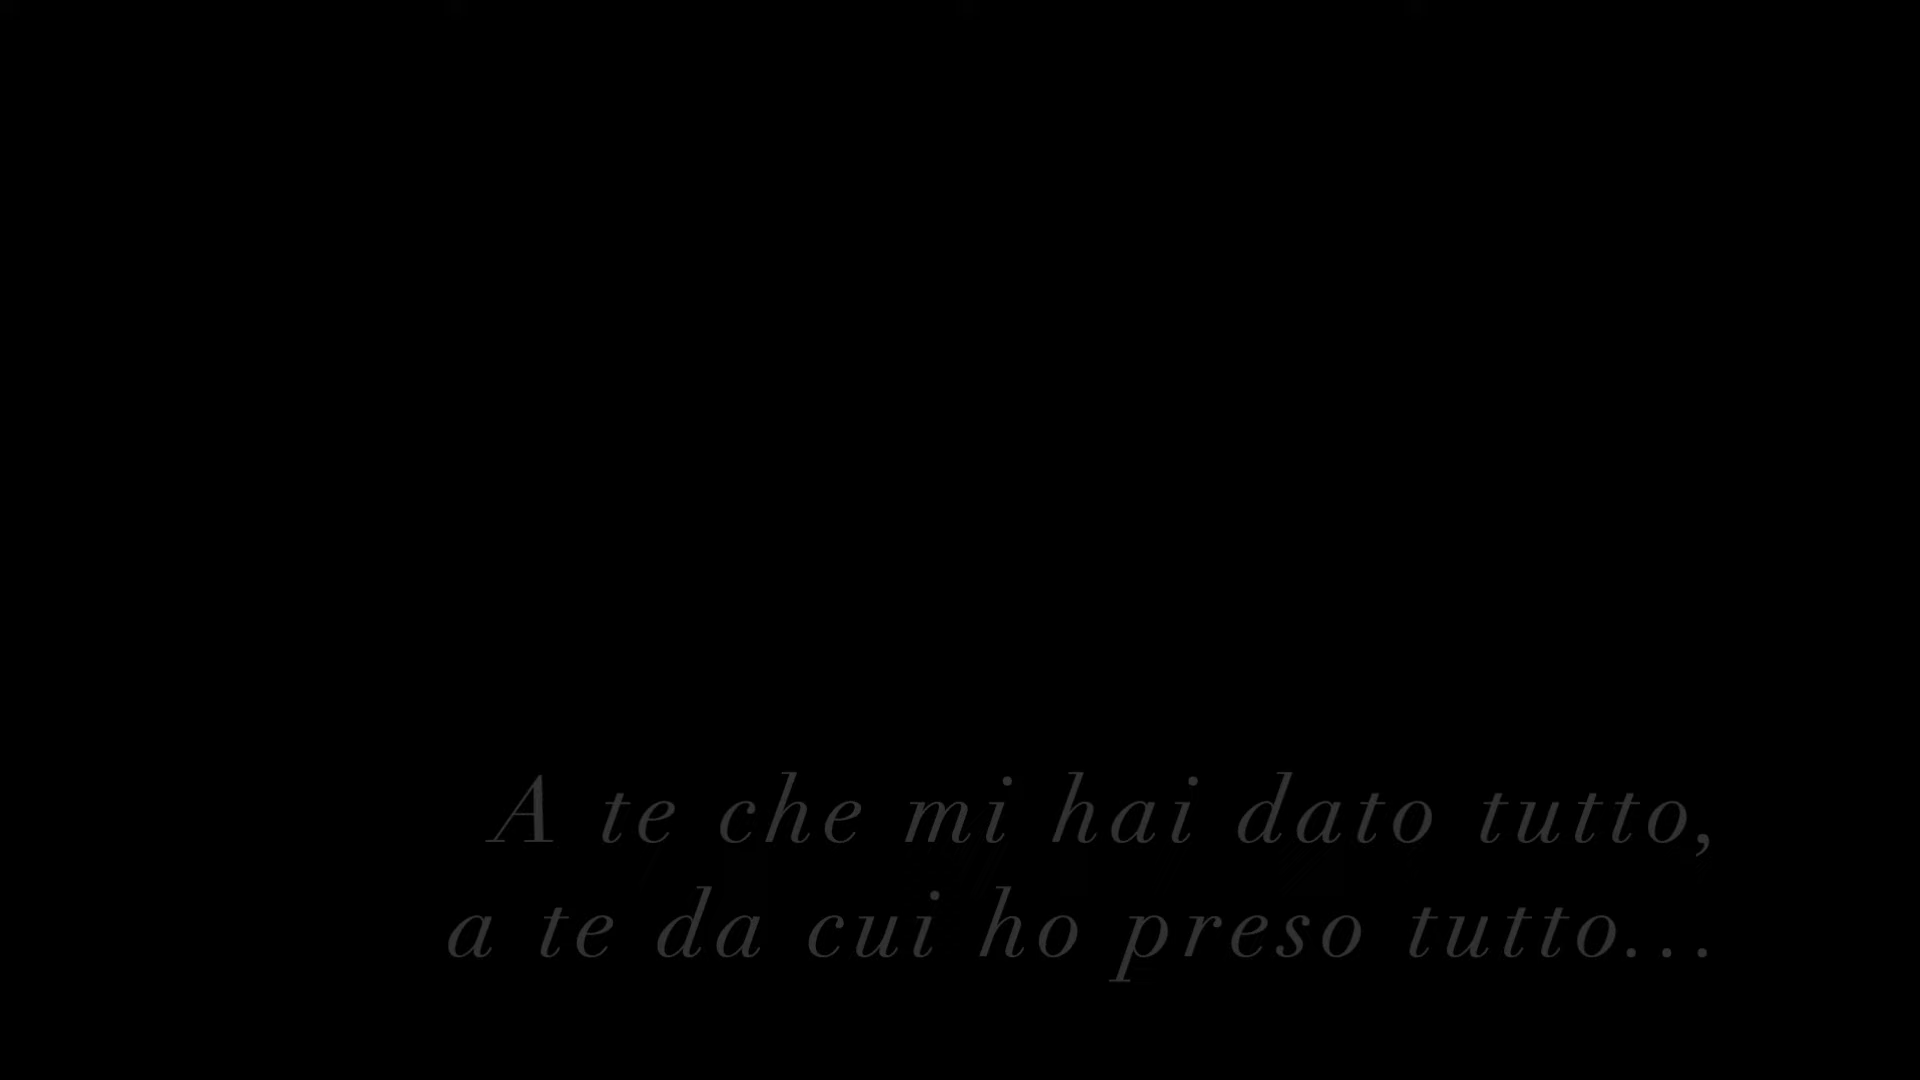 A te che mi hai dato tutto,
a te da cui ho preso tutto...